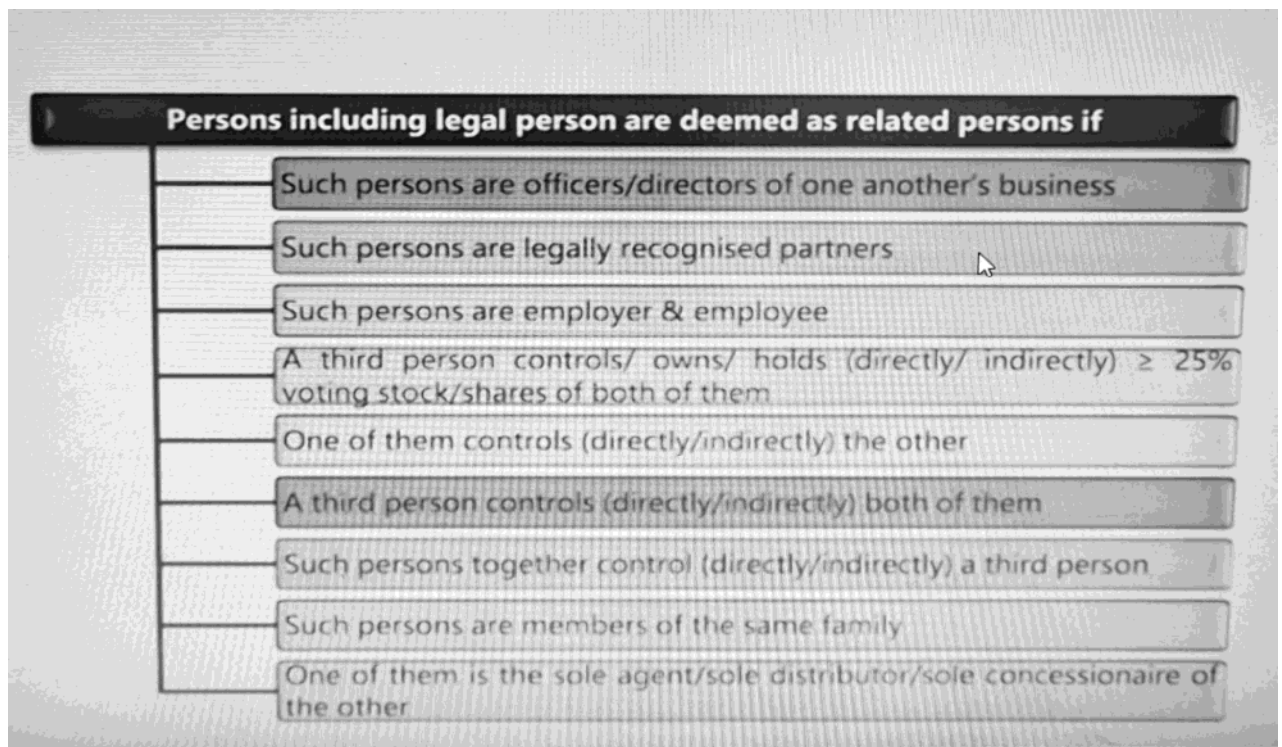 Persons including legal person are deemed as related persons if
Such persons are officers/directors of one another's business
Such persons are legally recognised partners
Such persons are employer & employee
A third person controls/ owns/ holds (directly/ indirectly) ≥ 25%
voting stock/shares of both of them
One of them controls (directly/indirectly) the other
A third person controls (directly/indirectly) both of them
Such persons together control (directly/indirectly) a third person
Such persons are members of the same family
One of them is the sole agent/sole distributor/sole concessionaire of
the other